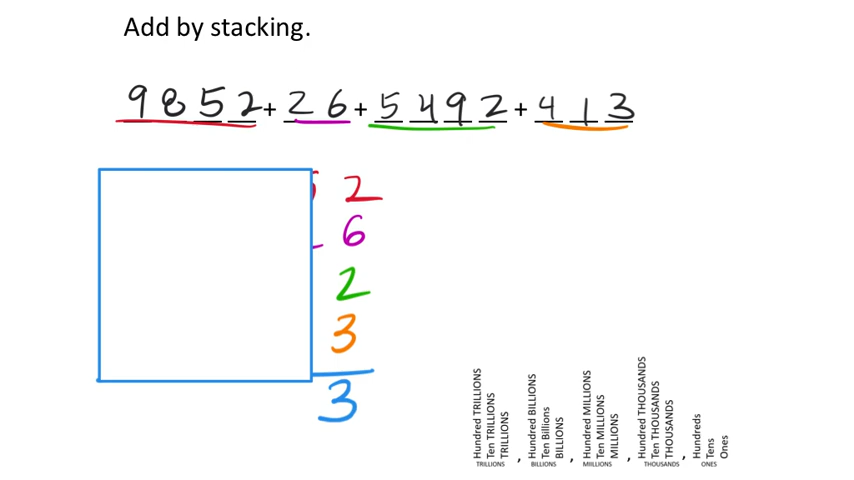 Add by stacking.
9852+26+5492+413
2
6
2
3
3
Hundred TRILLIONS
Ten TRILLIONS
TRILLIONS
TRILLIONS
,
Hundred BILLIONS
Ten Billions
BILLIONS
BILLIONS
,
Hundred MILLIONS
Ten MILLIONS
MILLIONS
MIILLIONS
,
Hundred THOUSANDS
Ten THOUSANDS
THOUSANDS
THOUSANDS
,
Hundreds
Tens
Ones
ONES